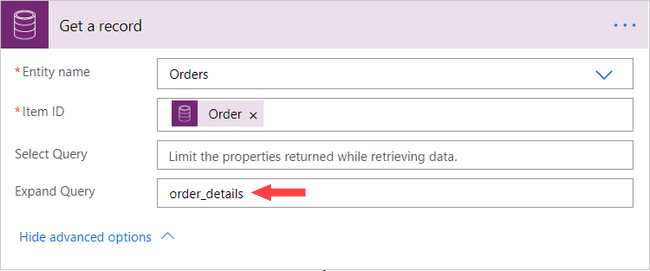 Get a record
* Entity name
Orders
* Item ID
Order ×
Select Query
Limit the properties returned while retrieving data.
Expand Query
order_details
Hide advanced options